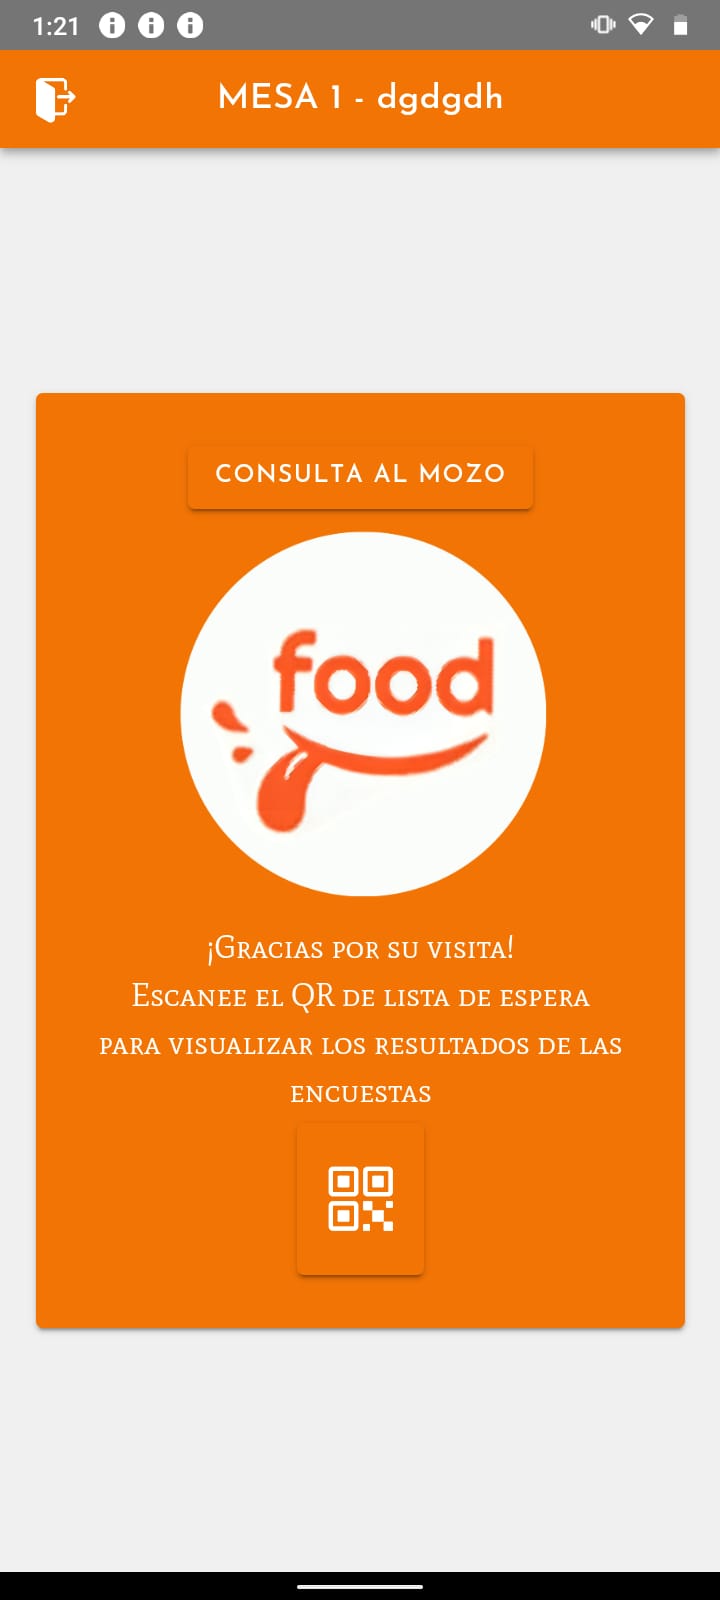 1:21
MESA 1 - dgdgdh
CONSULTA AL MOZO
food
¡Gracias por su visita!
Escanee el QR de lista de espera
para visualizar los resultados de las
encuestas